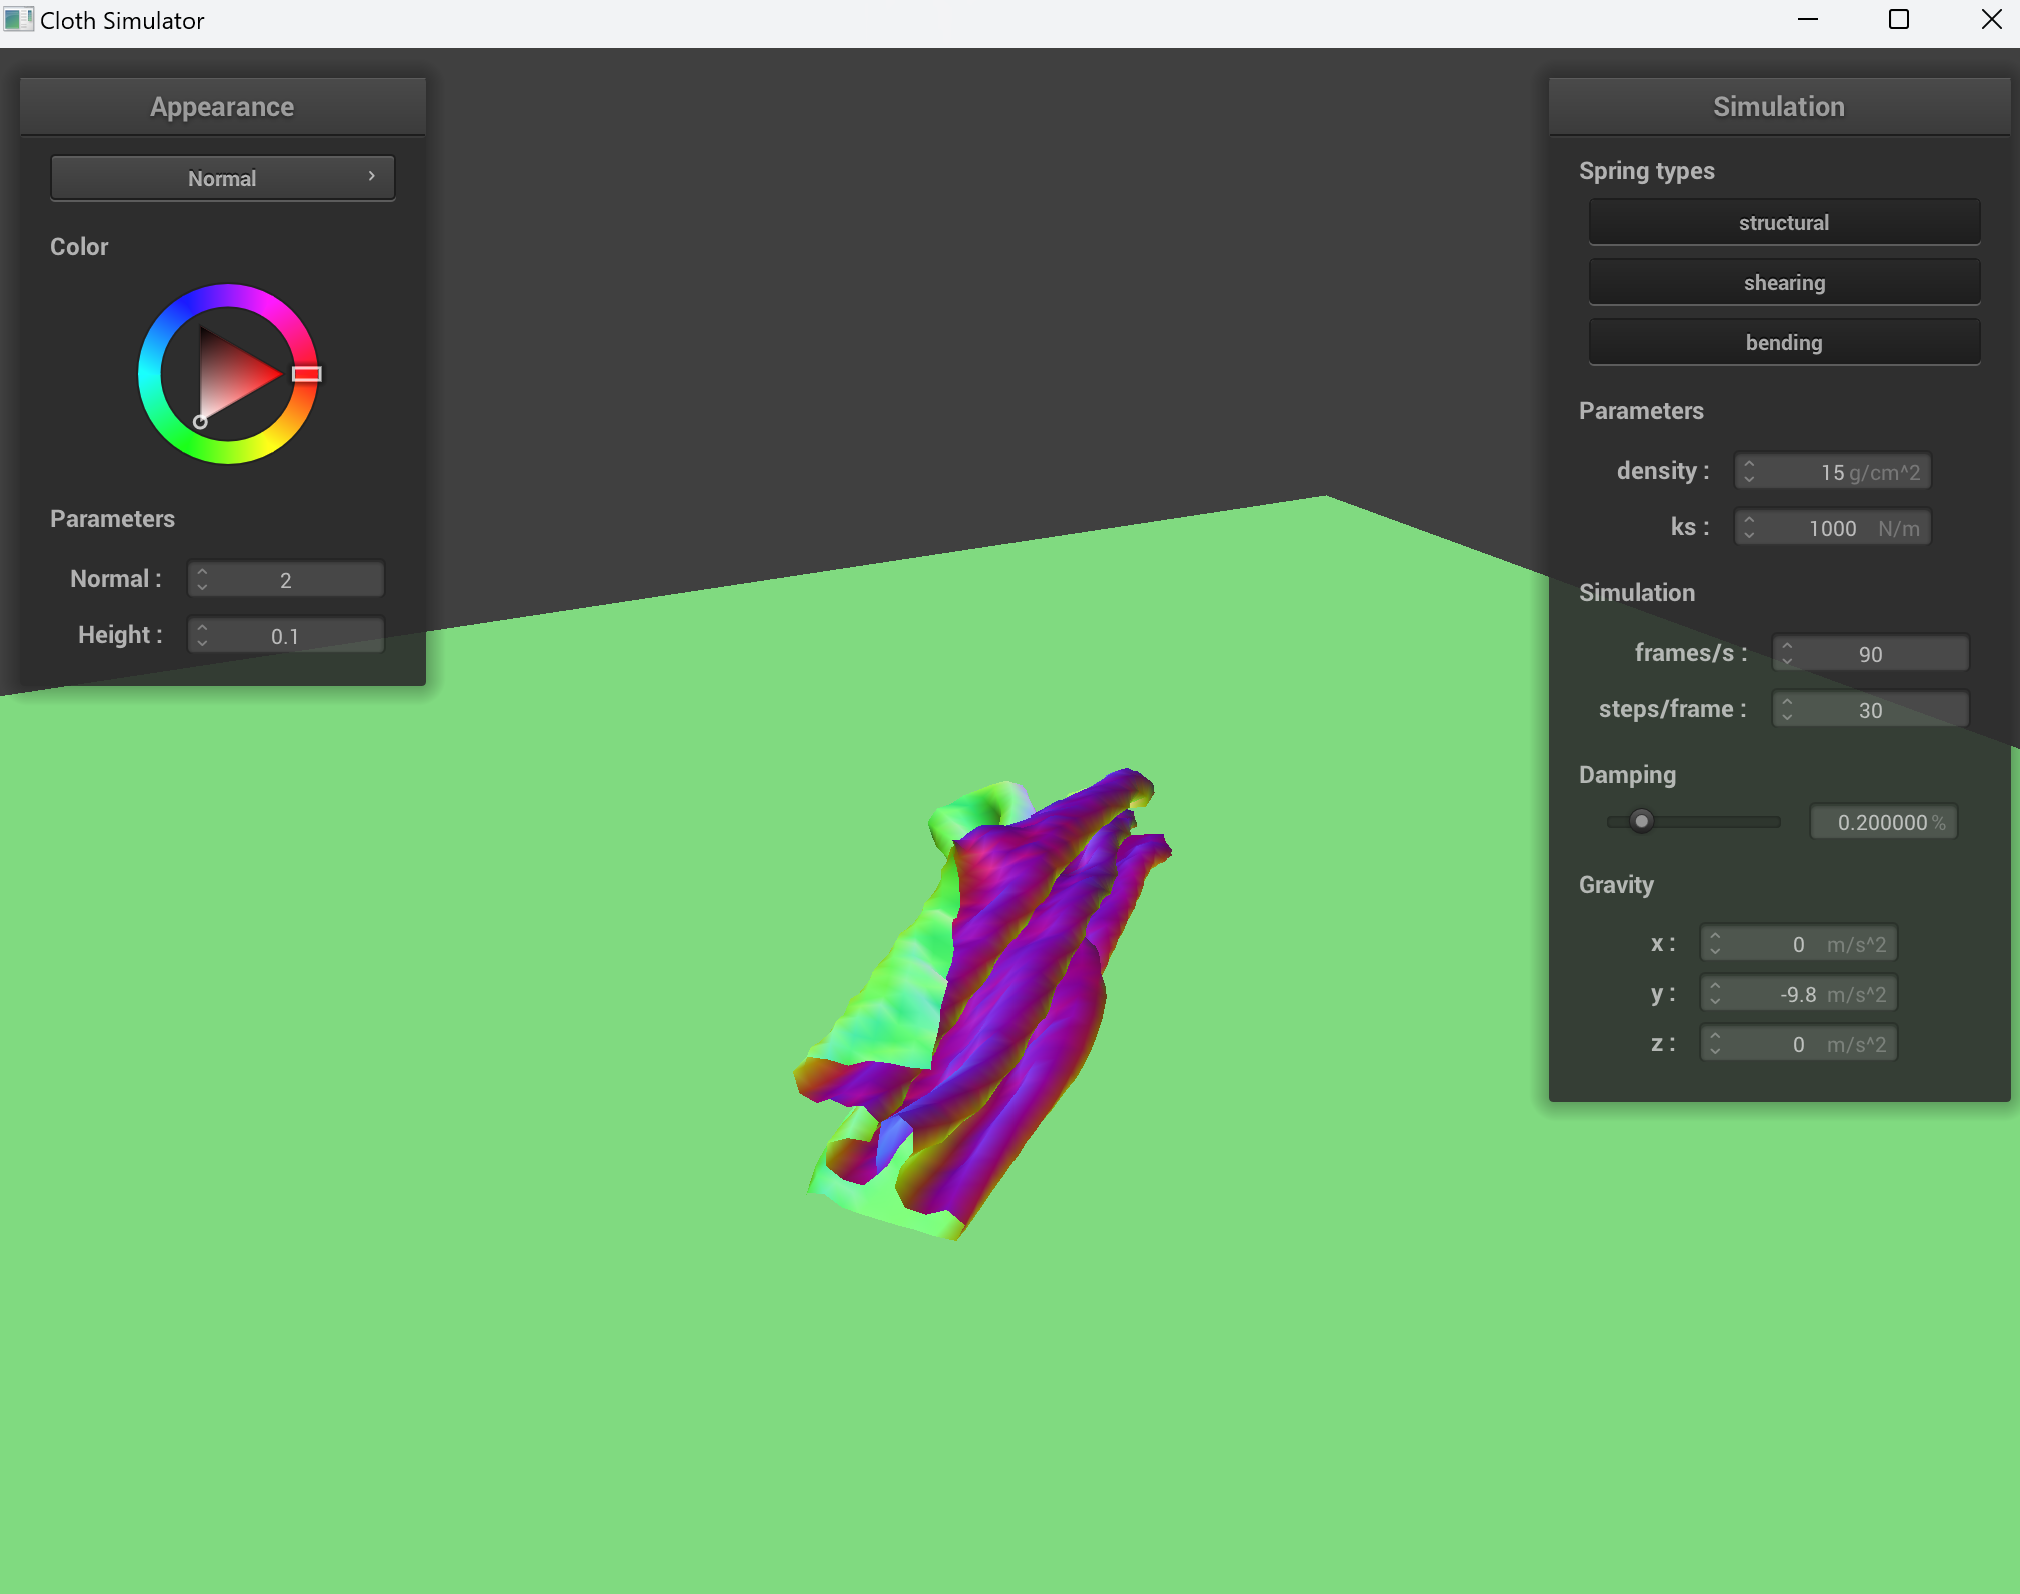 Cloth Simulator
Appearance
Normal
Color
Parameters
Normal : 2
Height : 0.1
Simulation
Spring types
structural
shearing
bending
Parameters
density : 15 g/cm^2
ks : 1000 N/m
Simulation
frames/s : 90
steps/frame : 30
Damping
0.200000 %
Gravity
x : 0 m/s^2
y : -9.8 m/s^2
z : 0 m/s^2